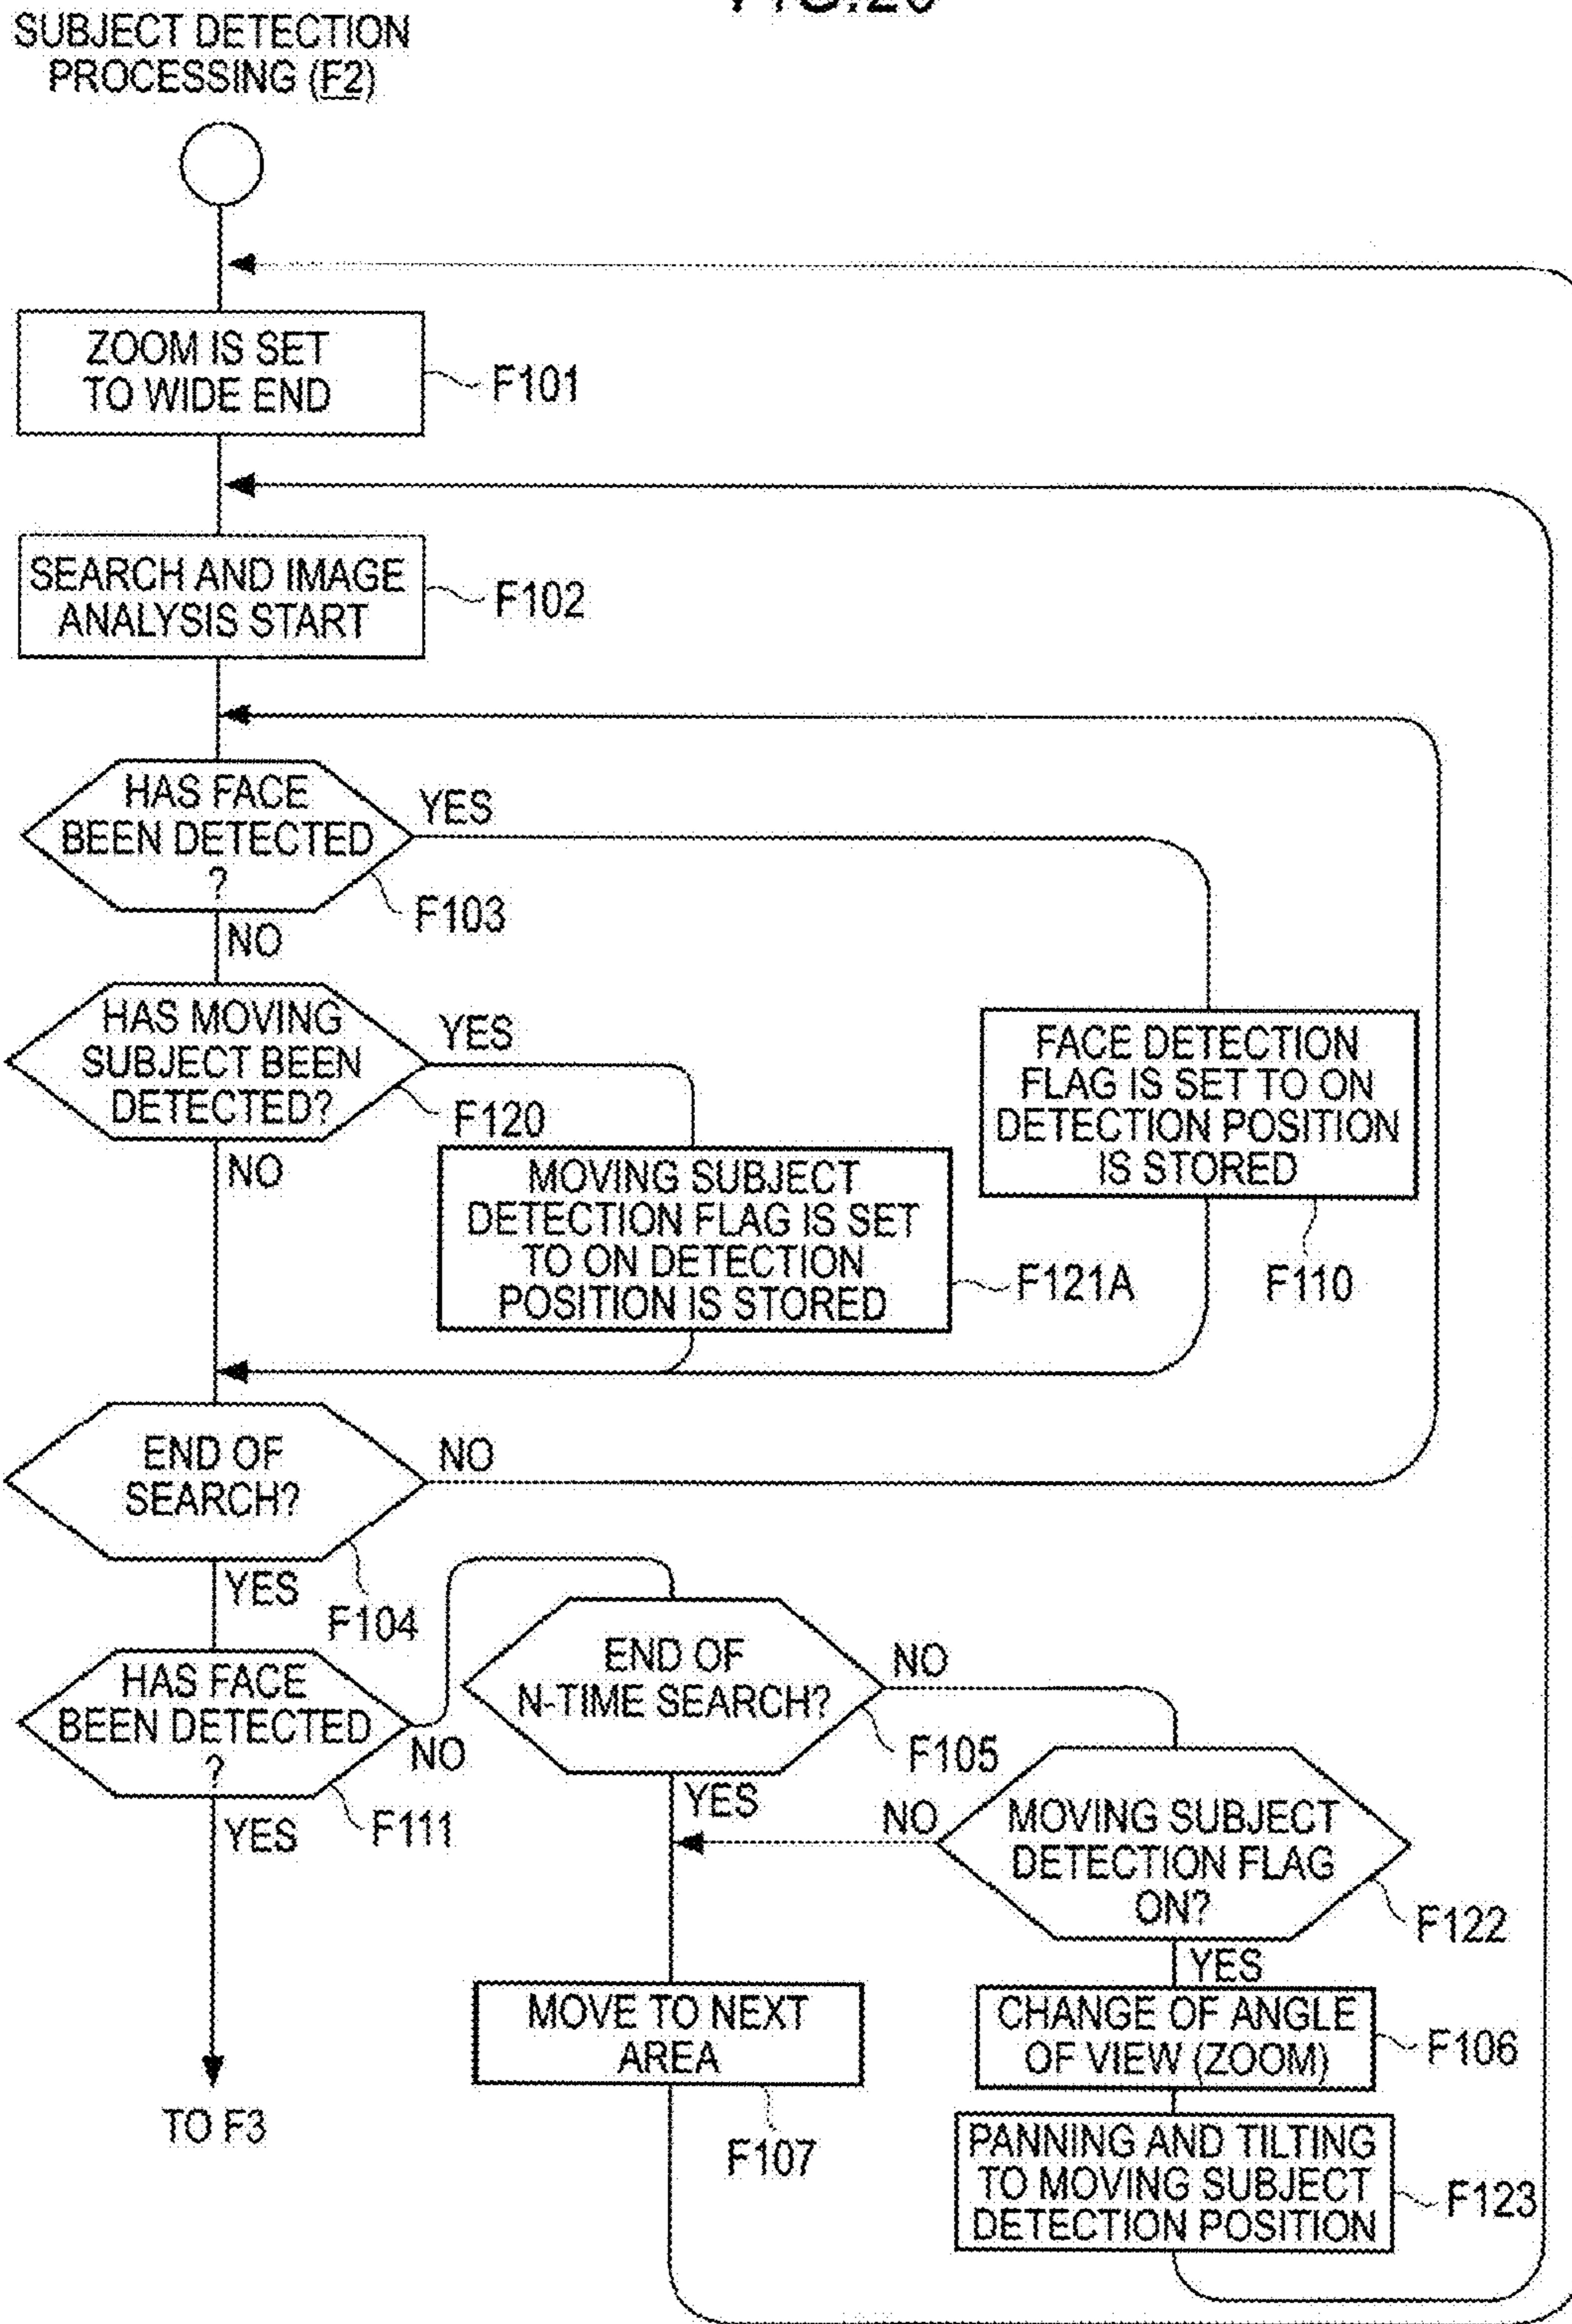 SUBJECT DETECTION
PROCESSING (F2)
ZOOM IS SET
TO WIDE END
F101
SEARCH AND IMAGE
ANALYSIS START
F102
HAS FACE
BEEN DETECTED
?
YES
F103
NO
HAS MOVING
SUBJECT BEEN
DETECTED?
YES
F120
NO
FACE DETECTION
FLAG IS SET TO ON
DETECTION POSITION
IS STORED
F110
MOVING SUBJECT
DETECTION FLAG IS SET
TO ON DETECTION
POSITION IS STORED
F121A
END OF
SEARCH?
NO
YES
F104
HAS FACE
BEEN DETECTED
?
NO
F111
YES
TO F3
END OF
N-TIME SEARCH?
NO
F105
YES
NO
MOVING SUBJECT
DETECTION FLAG
ON?
F122
YES
MOVE TO NEXT
AREA
F107
CHANGE OF ANGLE
OF VIEW (ZOOM)
F106
PANNING AND TILTING
TO MOVING SUBJECT
DETECTION POSITION
F123